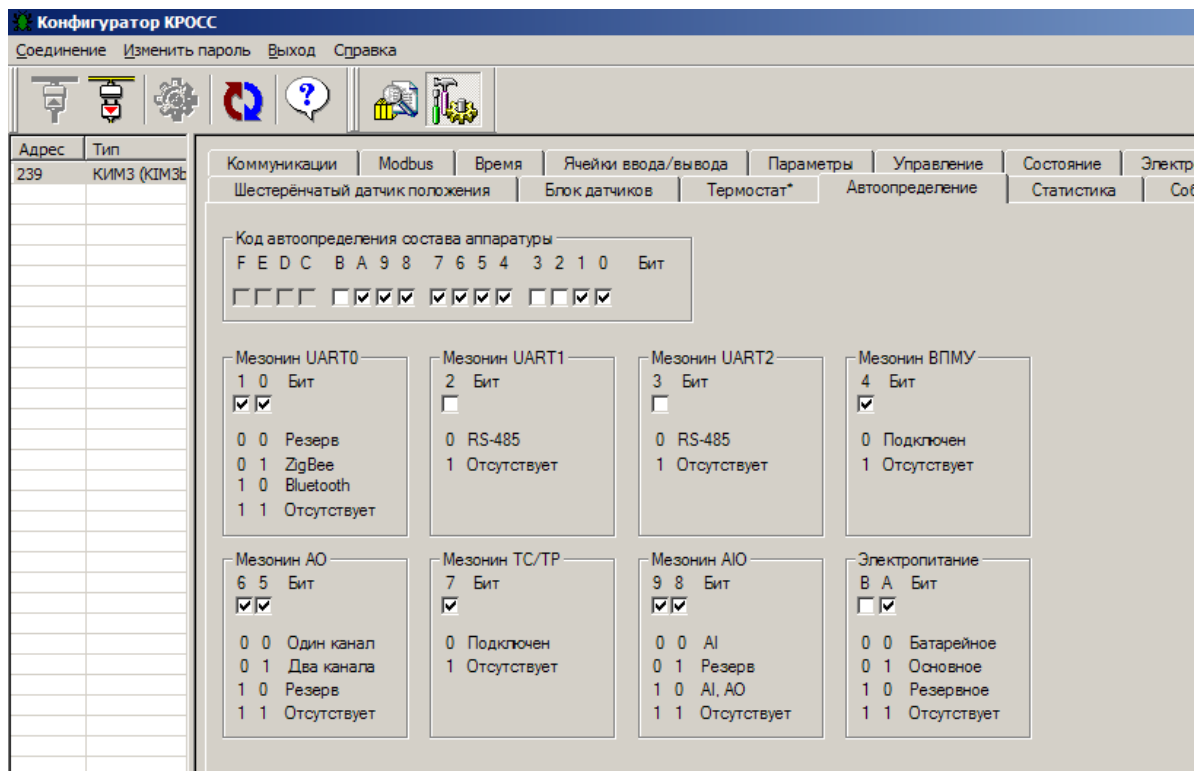 Конфигуратор КРОСС
Соединение Изменить пароль Выход Справка
Адрес Тип
239 КИМ3 (KIM3b
Коммуникации Modbus Время Ячейки ввода/вывода Параметры Управление Состояние Электр
Шестерёнчатый датчик положения Блок датчиков Термостат* Автоопределение Статистика Соб
Код автоопределения состава аппаратуры
F E D C B A 9 8 7 6 5 4 3 2 1 0 Бит
Мезонин UART0
1 0 Бит
0 0 Резерв
0 1 ZigBee
1 0 Bluetooth
1 1 Отсутствует
Мезонин UART1
2 Бит
0 RS-485
1 Отсутствует
Мезонин UART2
3 Бит
0 RS-485
1 Отсутствует
Мезонин ВПМУ
4 Бит
0 Подключен
1 Отсутствует
Мезонин АО
6 5 Бит
0 0 Один канал
0 1 Два канала
1 0 Резерв
1 1 Отсутствует
Мезонин ТС/ТР
7 Бит
0 Подключен
1 Отсутствует
Мезонин AIO
9 8 Бит
0 0 AI
0 1 Резерв
1 0 AI, AO
1 1 Отсутствует
Электропитание
B A Бит
0 0 Батарейное
0 1 Основное
1 0 Резервное
1 1 Отсутствует